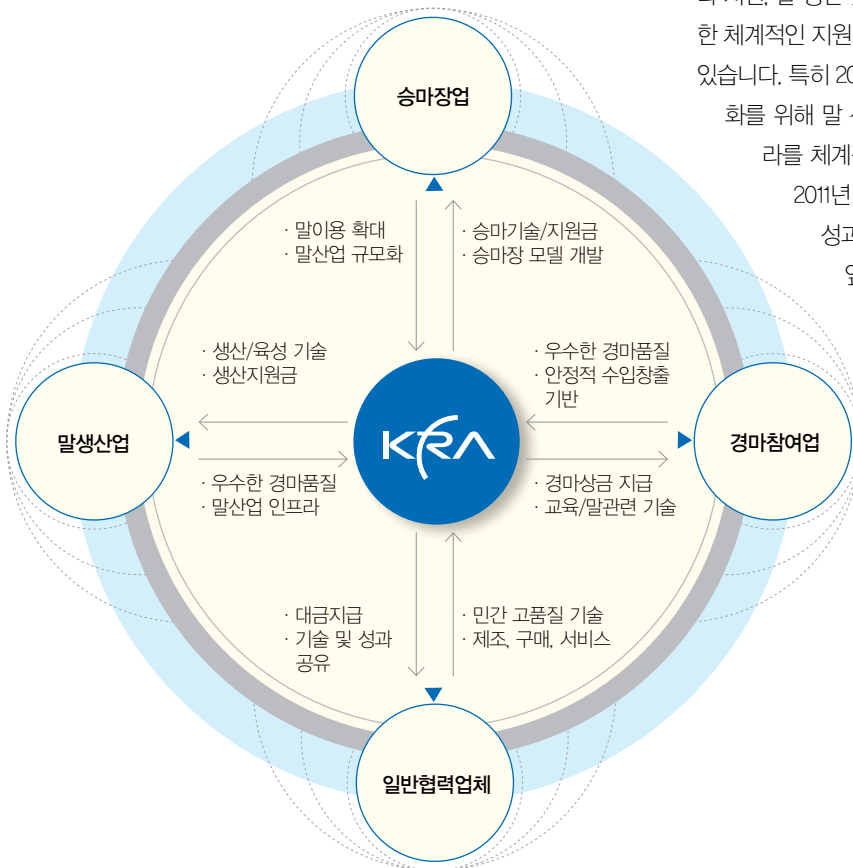 한 체계적인 지원
있습니다. 특히
화를 위해 말
라를
2011년
승마장업
· 말이용 확대
· 말산업 규모화
· 승마기술/지원금
· 승마장 모델 개발
· 생산/육성 기술
· 생산지원금
· 우수한 경마품질
· 안정적 수입창출
기반
말생산업
KRA
경마참여업
· 우수한 경마품질
· 말산업 인프라
· 경마상금 지급
· 교육/말관련 기술
· 대금지급
· 기술 및 성과
공유
· 민간 고품질 기술
· 제조, 구매, 서비스
일반협력업체